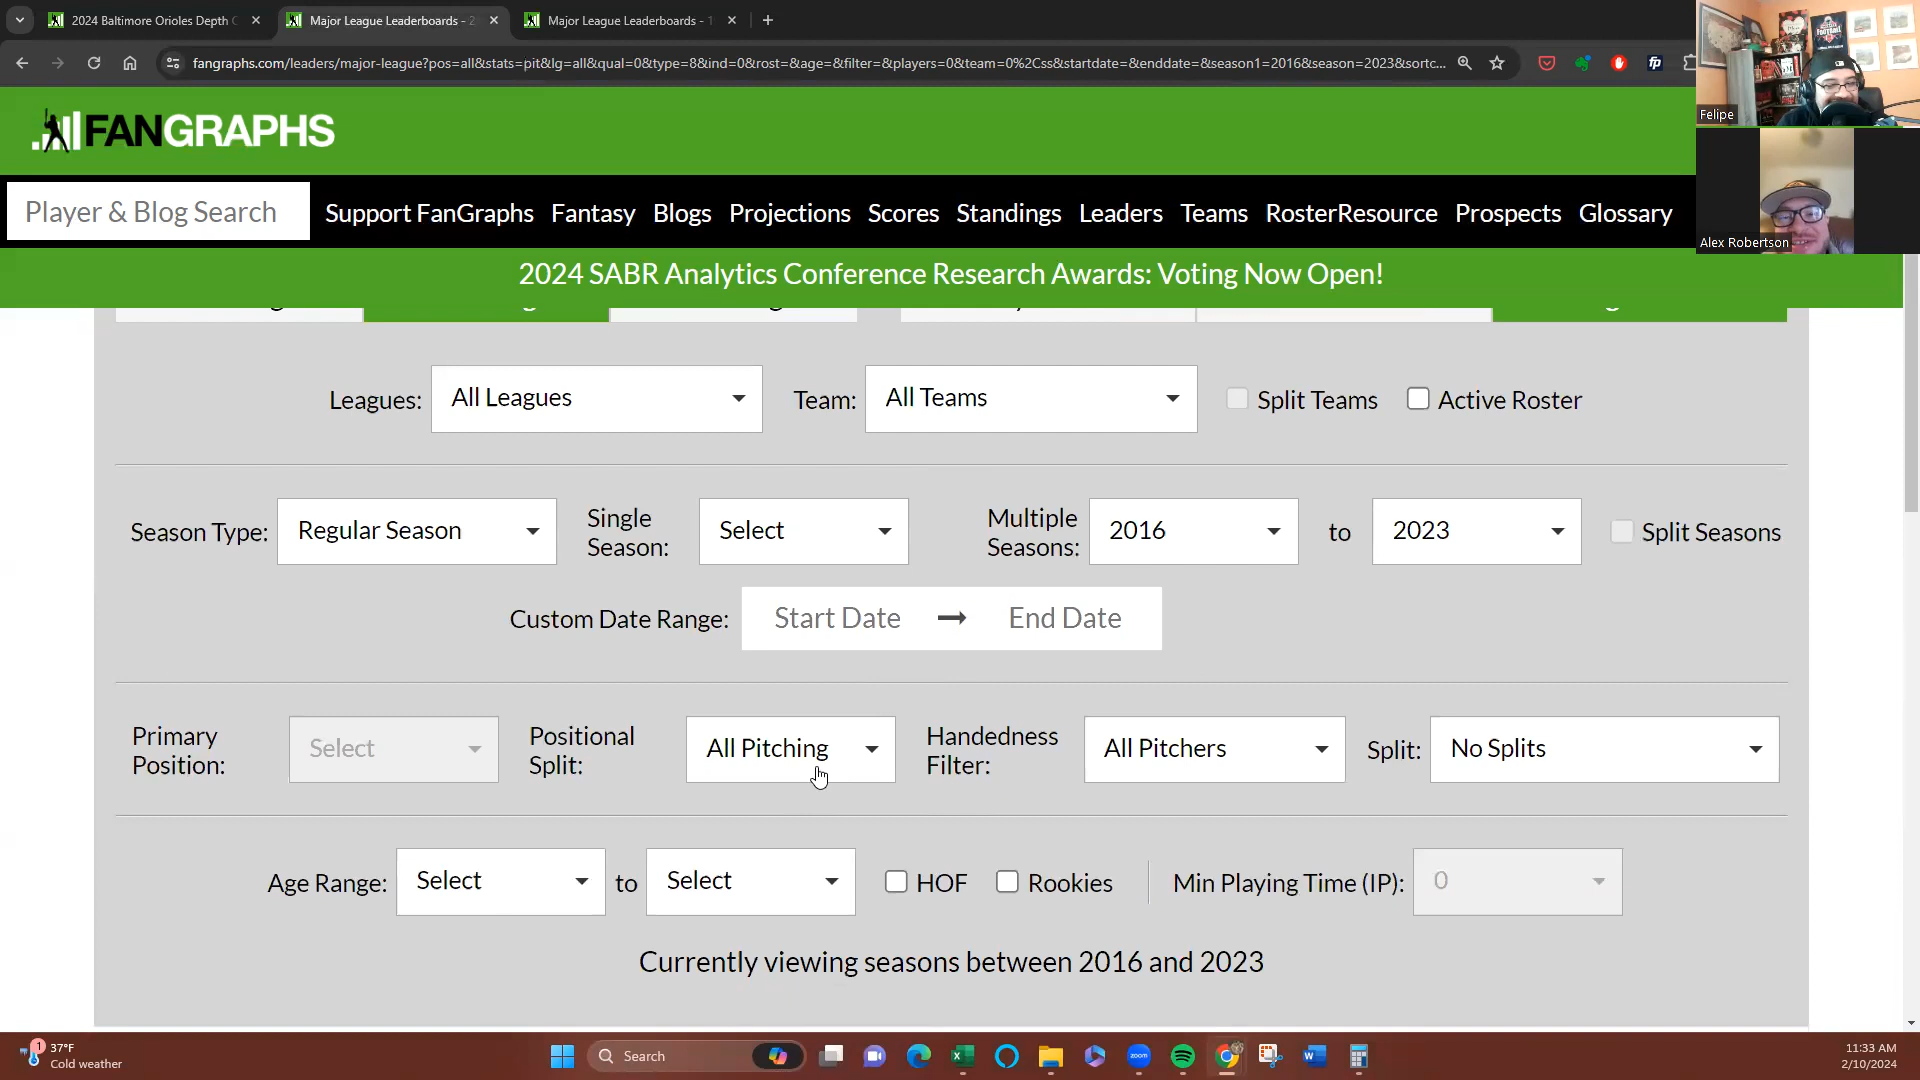 2024 Baltimore Orioles Depth C
Major League Leaderboards - 2
Major League Leaderboards - 1
fangraphs.com/leaders/major-league?pos=all&stats=pit&lg=all&qual=0&type=8&ind=0&rost=&age=&filter=&players=0&team=0%2Css&startdate=&enddate=&season1=2016&season=2023&sortc...
fp
FANGRAPHS
Felipe
Alex Robertson
Player & Blog Search
Support FanGraphs
Fantasy
Blogs
Projections
Scores
Standings
Leaders
Teams
RosterResource
Prospects
Glossary
2024 SABR Analytics Conference Research Awards: Voting Now Open!
Leagues:
All Leagues
Team:
All Teams
Split Teams
Active Roster
Season Type:
Regular Season
Single
Season:
Select
Multiple
Seasons:
2016
to
2023
Split Seasons
Custom Date Range:
Start Date
End Date
Primary
Position:
Select
Positional
Split:
All Pitching
Handedness
Filter:
All Pitchers
Split:
No Splits
Age Range:
Select
to
Select
HOF
Rookies
Min Playing Time (IP):
0
Currently viewing seasons between 2016 and 2023
1
37°F
Cold weather
Search
zoom
11:33 AM
2/10/2024